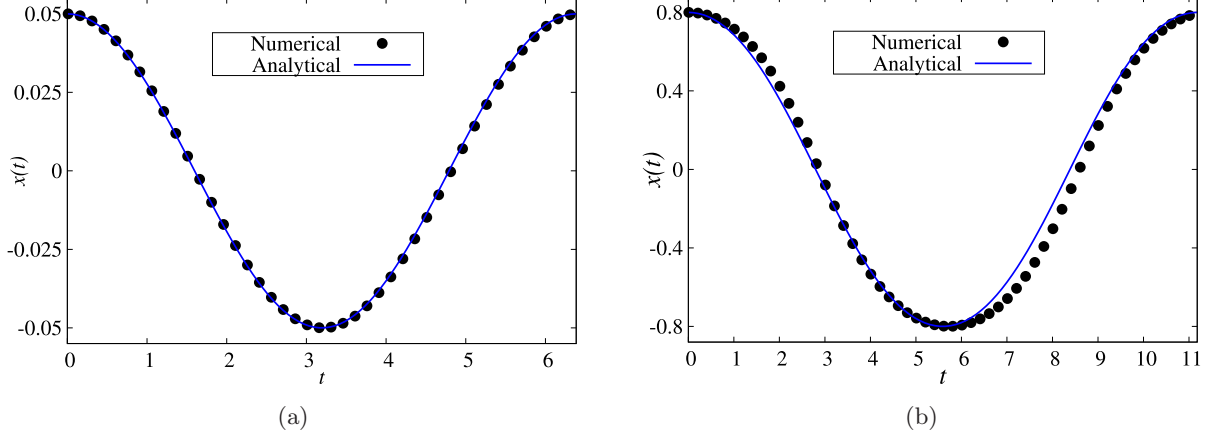 0.05
0.025
0
-0.025
-0.05
x(t)
Numerical
Analytical
0 1 2 3 4 5 6
t
(a)
0.8
0.4
0
-0.4
-0.8
x(t)
Numerical
Analytical
0 1 2 3 4 5 6 7 8 9 10 11
t
(b)